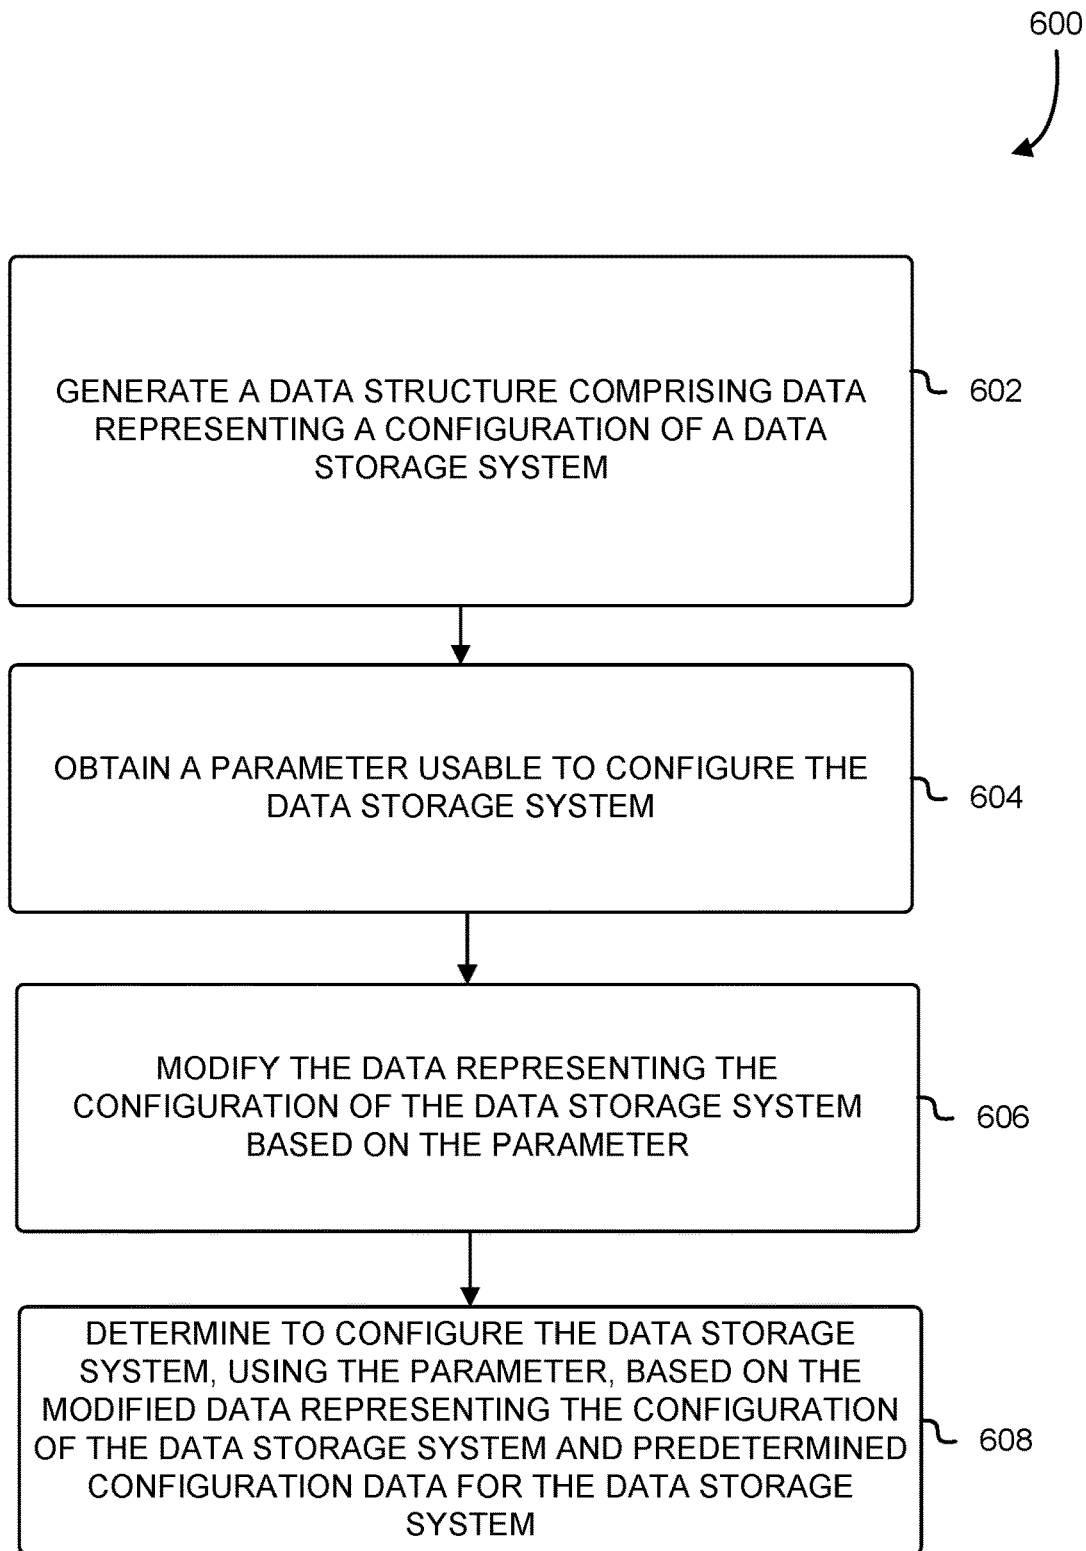 600
GENERATE A DATA STRUCTURE COMPRISING DATA
REPRESENTING A CONFIGURATION OF A DATA
STORAGE SYSTEM
602
OBTAIN A PARAMETER USABLE TO CONFIGURE THE
DATA STORAGE SYSTEM
604
MODIFY THE DATA REPRESENTING THE
CONFIGURATION OF THE DATA STORAGE SYSTEM
BASED ON THE PARAMETER
606
DETERMINE TO CONFIGURE THE DATA STORAGE
SYSTEM, USING THE PARAMETER, BASED ON THE
MODIFIED DATA REPRESENTING THE CONFIGURATION
OF THE DATA STORAGE SYSTEM AND PREDETERMINED
CONFIGURATION DATA FOR THE DATA STORAGE
SYSTEM
608